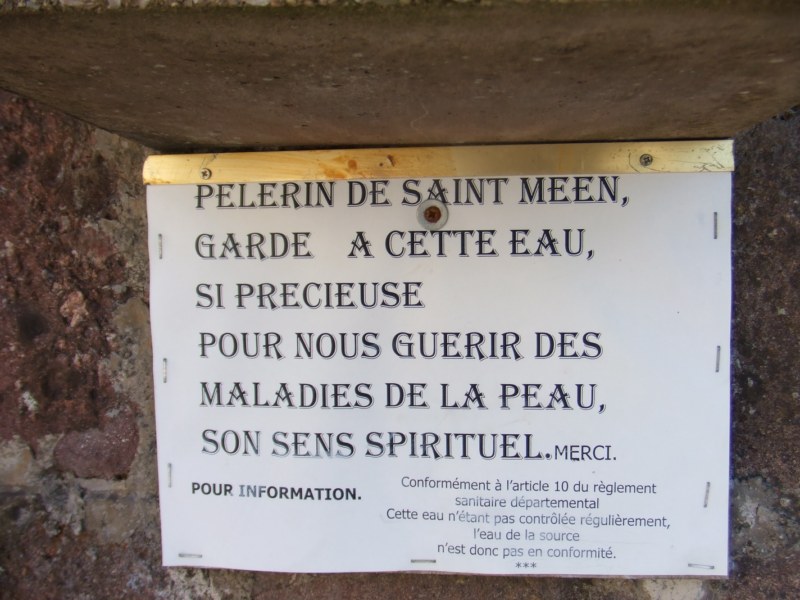 PELERIN DE SAINT MEEN,
GARDE A CETTE EAU,
SI PRECIEUSE
POUR NOUS GUERIR DES
MALADIES DE LA PEAU,
SON SENS SPIRITUEL.MERCI.
POUR INFORMATION.
Conformément à l'article 10 du règlement
sanitaire départemental
Cette eau n'étant pas contrôlée régulièrement,
l'eau de la source
n'est donc pas en conformité.
***